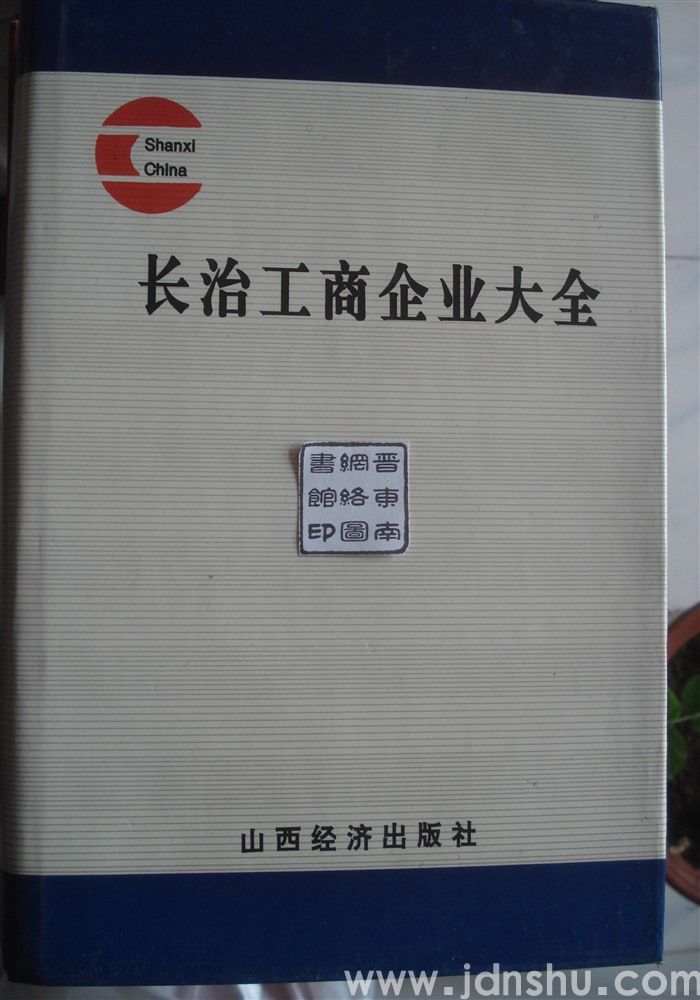 Shanxi
China
长治工商企业大全
晋東南
網絡圖
書館印
山西经济出版社
www.jdnshu.com